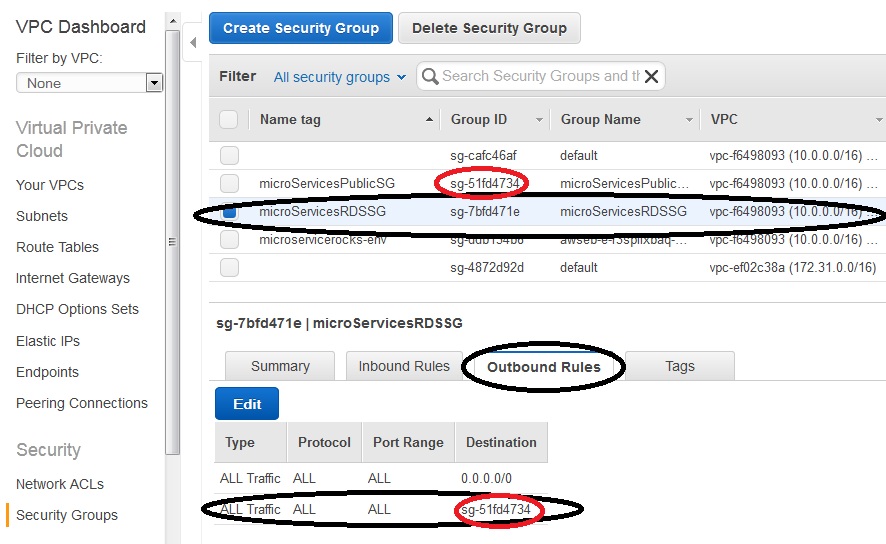 VPC Dashboard
Filter by VPC:
None
Virtual Private
Cloud
Your VPCs
Subnets
Route Tables
Internet Gateways
DHCP Options Sets
Elastic IPs
Endpoints
Peering Connections
Security
Network ACLs
Security Groups
Create Security Group Delete Security Group
Filter All security groups Search Security Groups and th
Name tag Group ID Group Name VPC
sg-cafc46af default vpc-f6498093 (10.0.0.0/16) ...
microServicesPublicSG sg-51fd4734 microServicesPublic... vpc-f6498093 (10.0.0.0/16) ...
microServicesRDSSG sg-7bfd471e microServicesRDSSG vpc-f6498093 (10.0.0.0/16) ...
microservicerocks-env vpc-f6498093 (10.0.0.0/16) ...
sg-4872d92d default vpc-ef02c38a (172.31.0.0/16)
sg-7bfd471e | microServicesRDSSG
Summary Inbound Rules Outbound Rules Tags
Edit
Type Protocol Port Range Destination
ALL Traffic ALL ALL 0.0.0.0/0
ALL Traffic ALL ALL sg-51fd4734